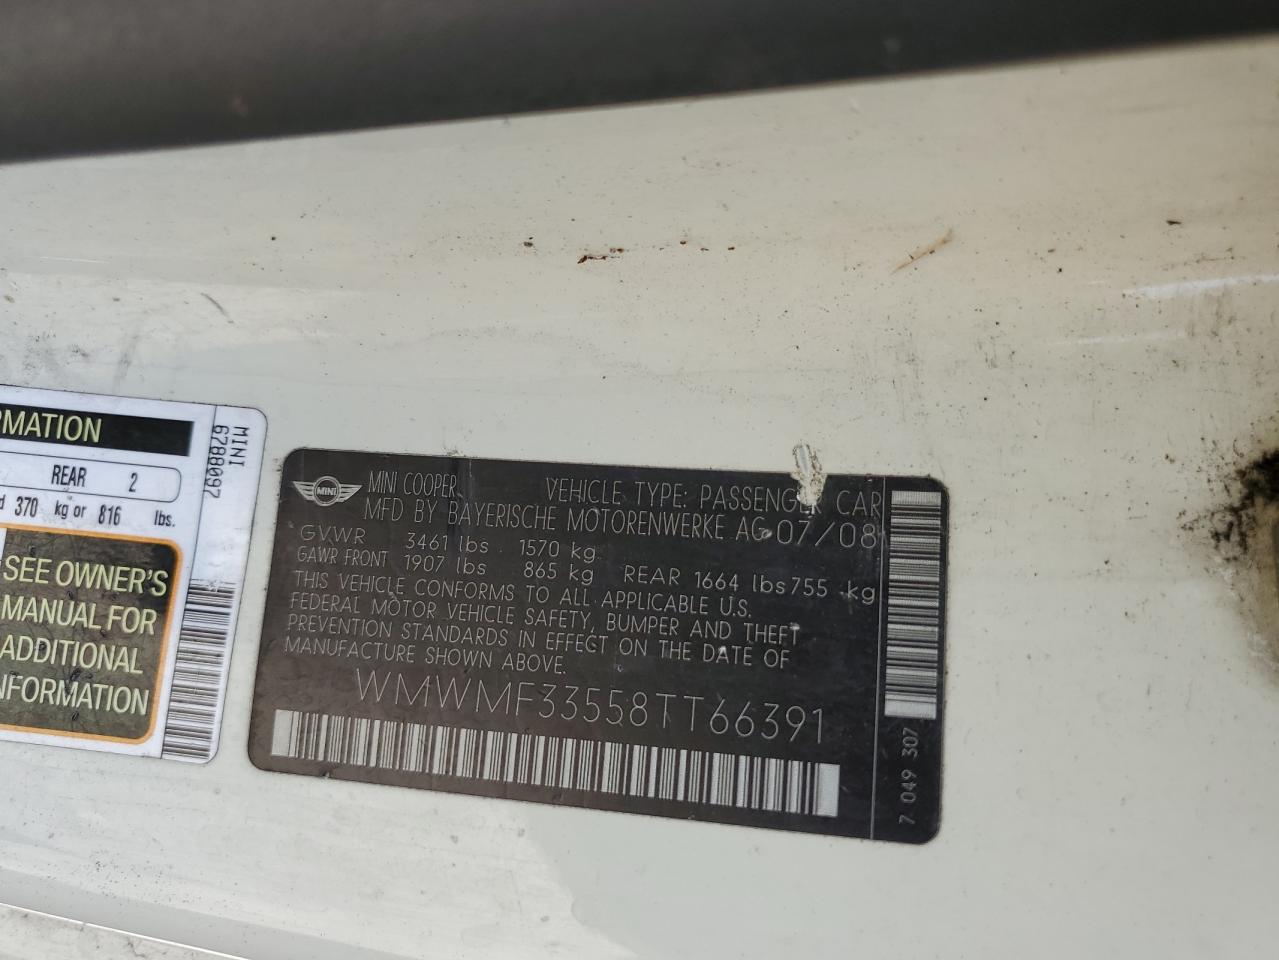 RMATION
REAR 2
d 370 kg or 816 lbs.
SEE OWNER'S
MANUAL FOR
ADDITIONAL
NFORMATION
MINI
6788097
MINI
MINI COOPER VEHICLE TYPE: PASSENGER CAR
MFD BY BAYERISCHE MOTORENWERKE AG 07/08
GVWR 3461 lbs 1570 kg
GAWR FRONT 1907 lbs 865 kg REAR 1664 lbs 755 kg
THIS VEHICLE CONFORMS TO ALL APPLICABLE U.S.
FEDERAL MOTOR VEHICLE SAFETY, BUMPER AND THEFT
PREVENTION STANDARDS IN EFFECT ON THE DATE OF
MANUFACTURE SHOWN ABOVE.
WMWMF33558TT66391
7 049 307